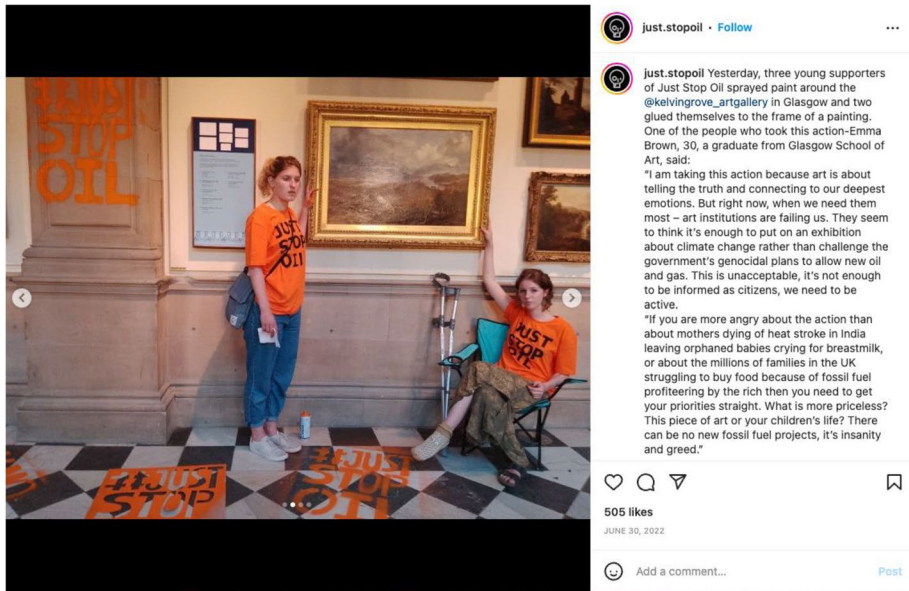 just.stopoil • Follow
just.stopoil Yesterday, three young supporters
of Just Stop Oil sprayed paint around the
@kelvingrove_artgallery in Glasgow and two
glued themselves to the frame of a painting.
One of the people who took this action-Emma
Brown, 30, a graduate from Glasgow School of
Art, said:
“I am taking this action because art is about
telling the truth and connecting to our deepest
emotions. But right now, when we need them
most – art institutions are failing us. They seem
to think it’s enough to put on an exhibition
about climate change rather than challenge the
government’s genocidal plans to allow new oil
and gas. This is unacceptable, it’s not enough
to be informed as citizens, we need to be
active.
“If you are more angry about the action than
about mothers dying of heat stroke in India
leaving orphaned babies crying for breastmilk,
or about the millions of families in the UK
struggling to buy food because of fossil fuel
profiteering by the rich then you need to get
your priorities straight. What is more priceless?
This piece of art or your children’s life? There
can be no new fossil fuel projects, it’s insanity
and greed.”
505 likes
JUNE 30, 2022
Add a comment...
Post
#JUST
STOP
OIL
JUST
STOP
OIL
JUST
STOP
OIL
#JUST
STOP
#JUST
STOP
OIL